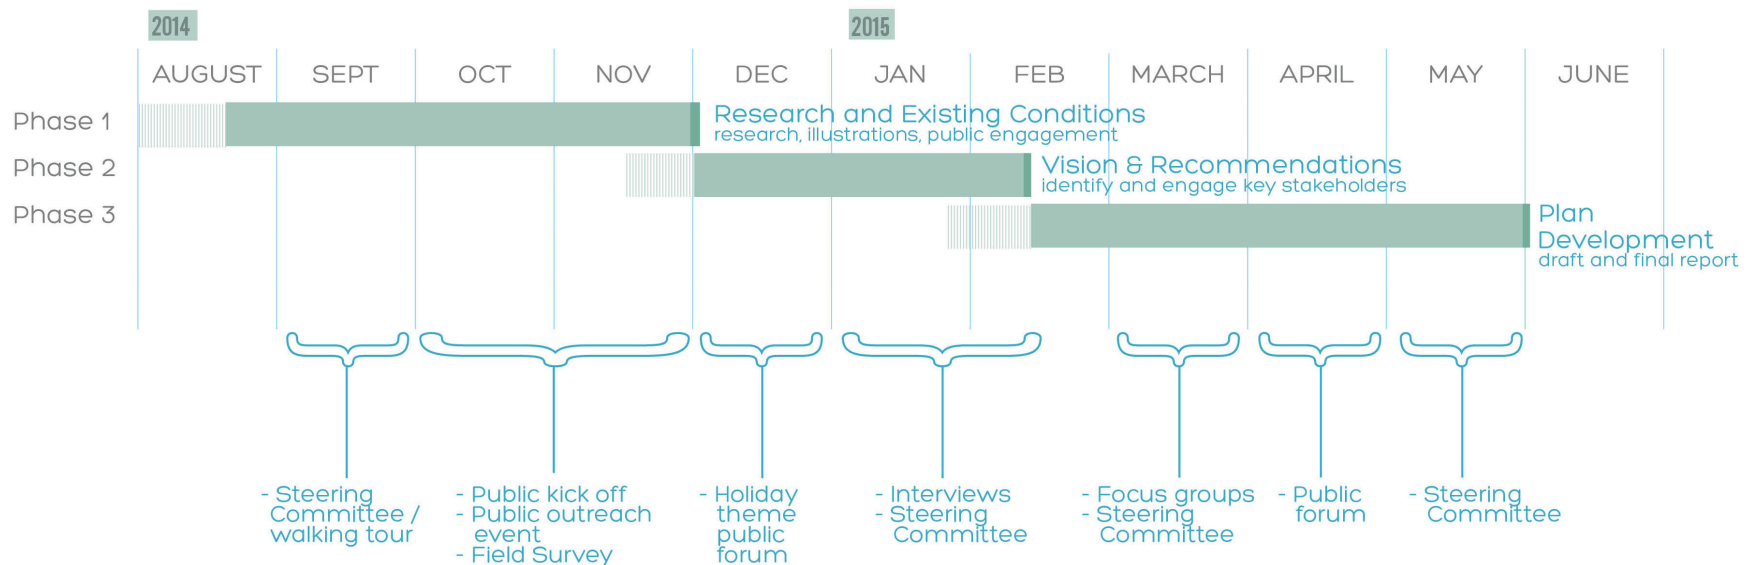 2014
2015
AUGUST
SEPT
OCT
NOV
DEC
JAN
FEB
MARCH
APRIL
MAY
JUNE
Phase 1
Research and Existing Conditions
research, illustrations, public engagement
Phase 2
Vision & Recommendations
identify and engage key stakeholders
Phase 3
Plan
Development
draft and final report
- Steering
Committee /
walking tour
- Public kick off
- Public outreach
event
- Field Survey
- Holiday
theme
public
forum
- Interviews
- Steering
Committee
- Focus groups
- Steering
Committee
- Public
forum
- Steering
Committee